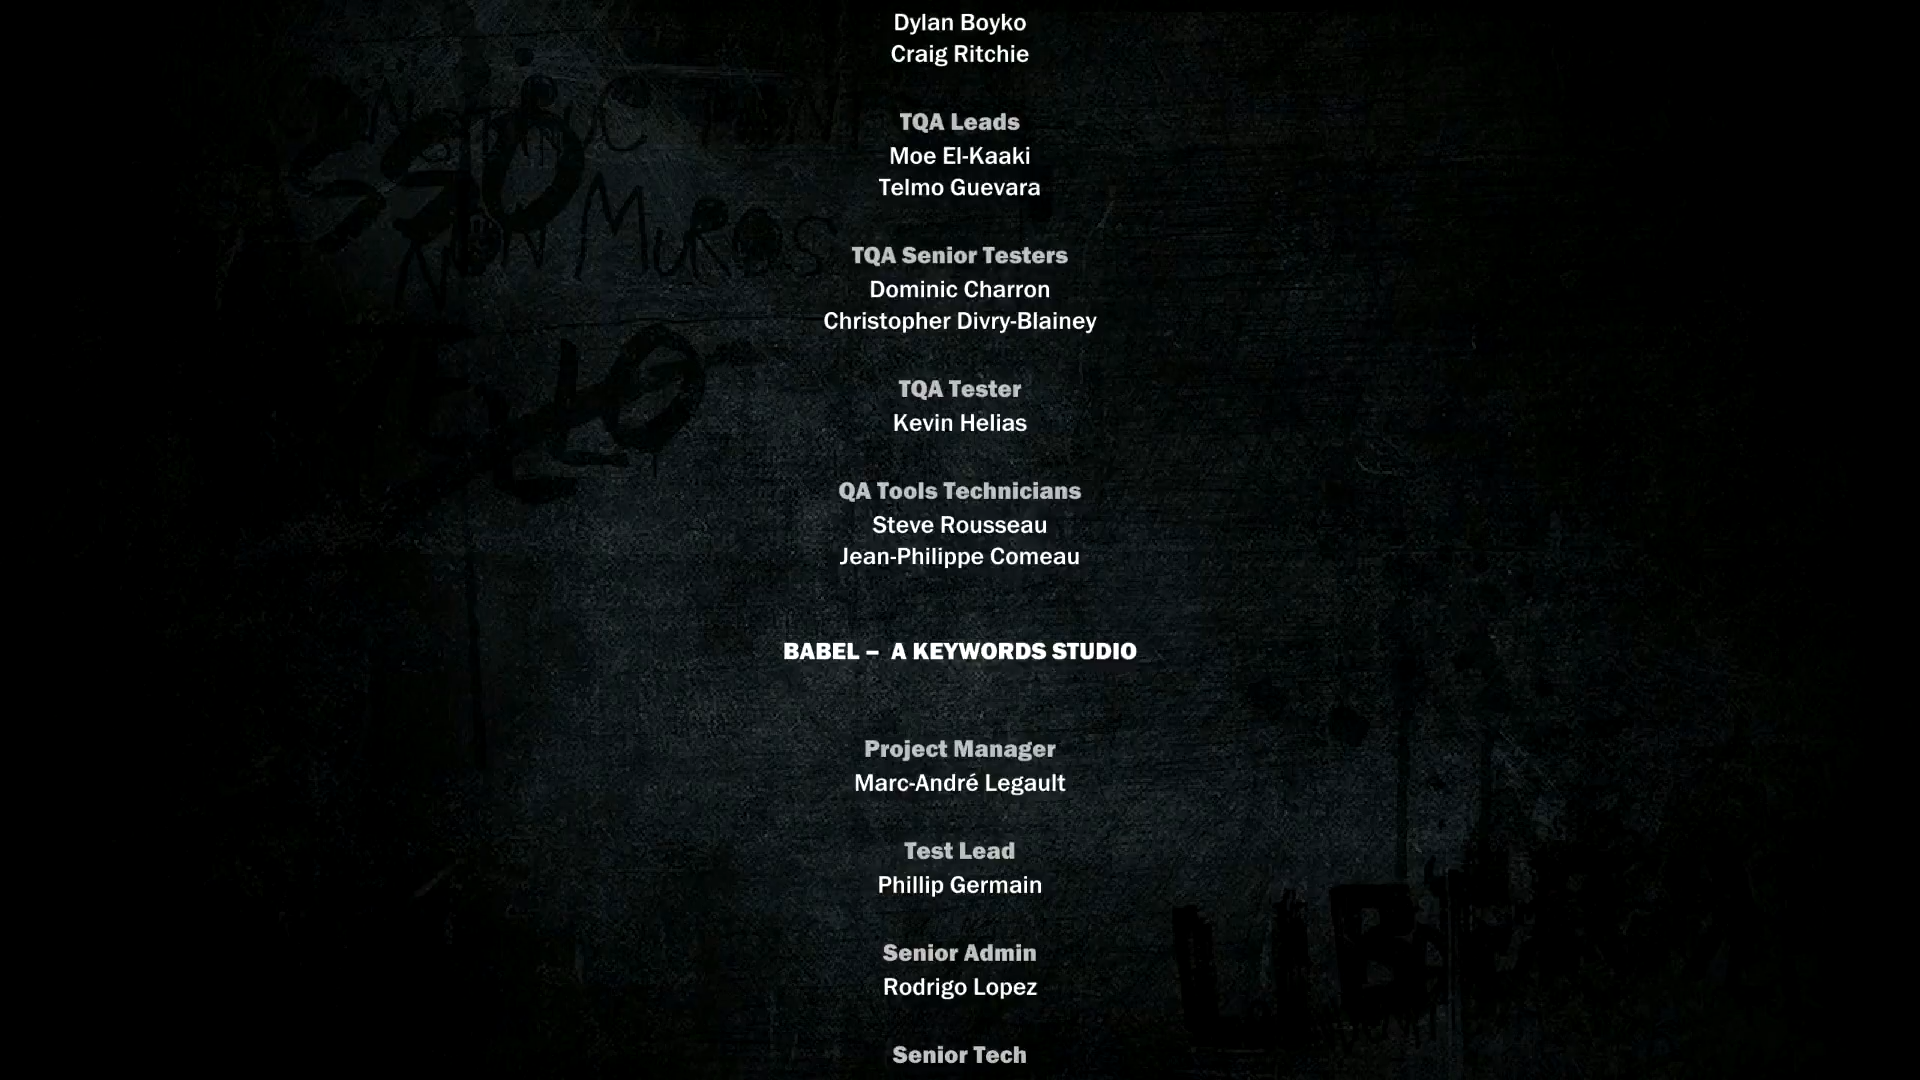 Dylan Boyko
Craig Ritchie
TQA Leads
Moe El-Kaaki
Telmo Guevara
TQA Senior Testers
Dominic Charron
Christopher Divry-Blainey
TQA Tester
Kevin Helias
QA Tools Technicians
Steve Rousseau
Jean-Philippe Comeau
BABEL – A KEYWORDS STUDIO
Project Manager
Marc-André Legault
Test Lead
Phillip Germain
Senior Admin
Rodrigo Lopez
Senior Tech